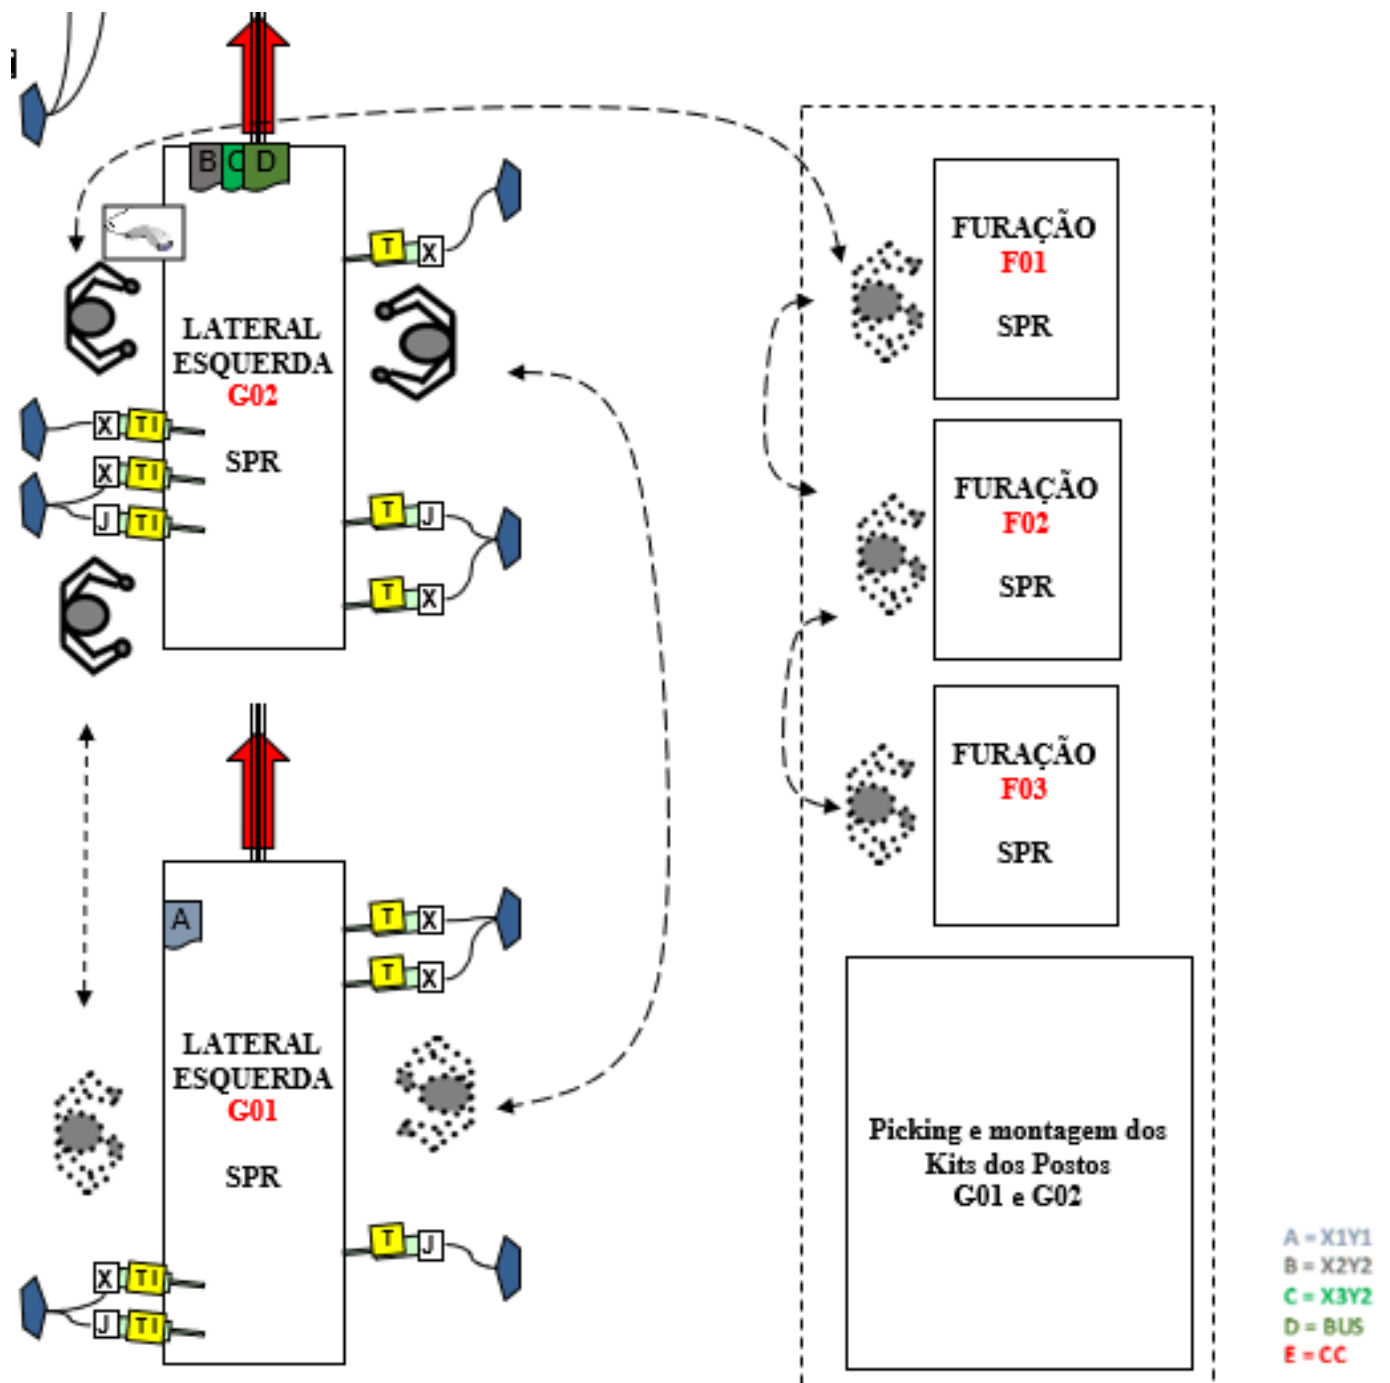 B C D
T X
LATERAL
ESQUERDA
G02
SPR
X TI
X TI
J TI
T J
T X
FURAÇÃO
F01
SPR
FURAÇÃO
F02
SPR
FURAÇÃO
F03
SPR
A
T X
T X
LATERAL
ESQUERDA
G01
SPR
T J
X TI
J TI
Picking e montagem dos
Kits dos Postos
G01 e G02
A = X1Y1
B = X2Y2
C = X3Y2
D = BUS
E = CC